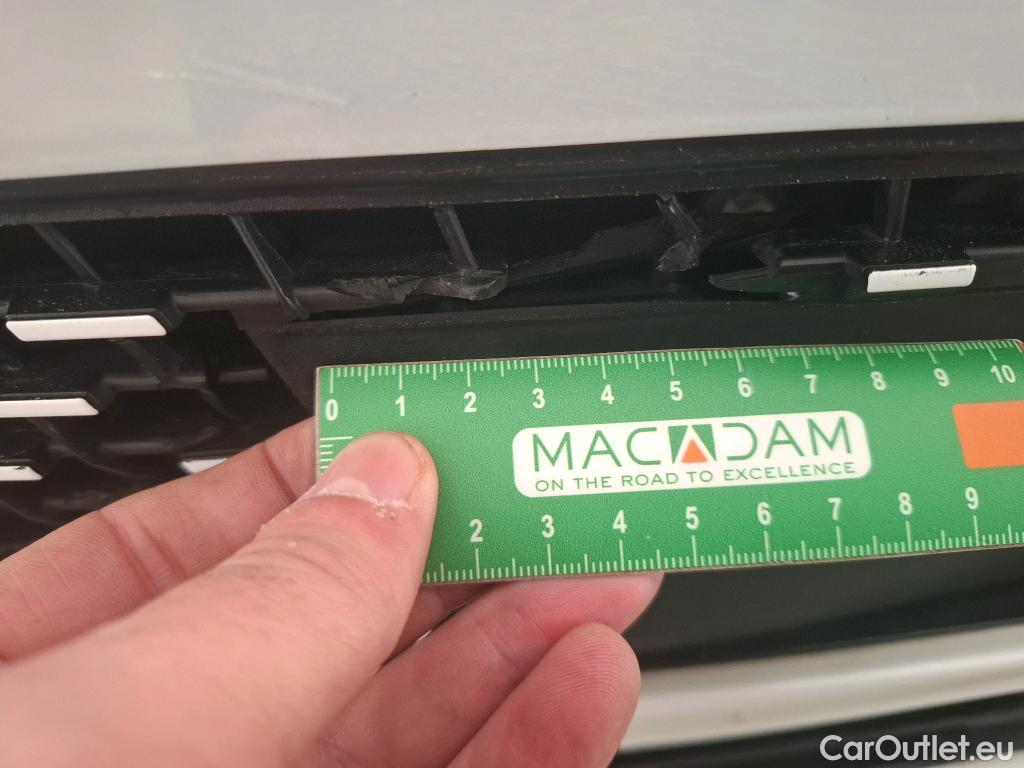 0 1 2 3 4 5 6 7 8 9 10
MACADAM
ON THE ROAD TO EXCELLENCE
2 3 4 5 6 7 8 9
CarOutlet.eu